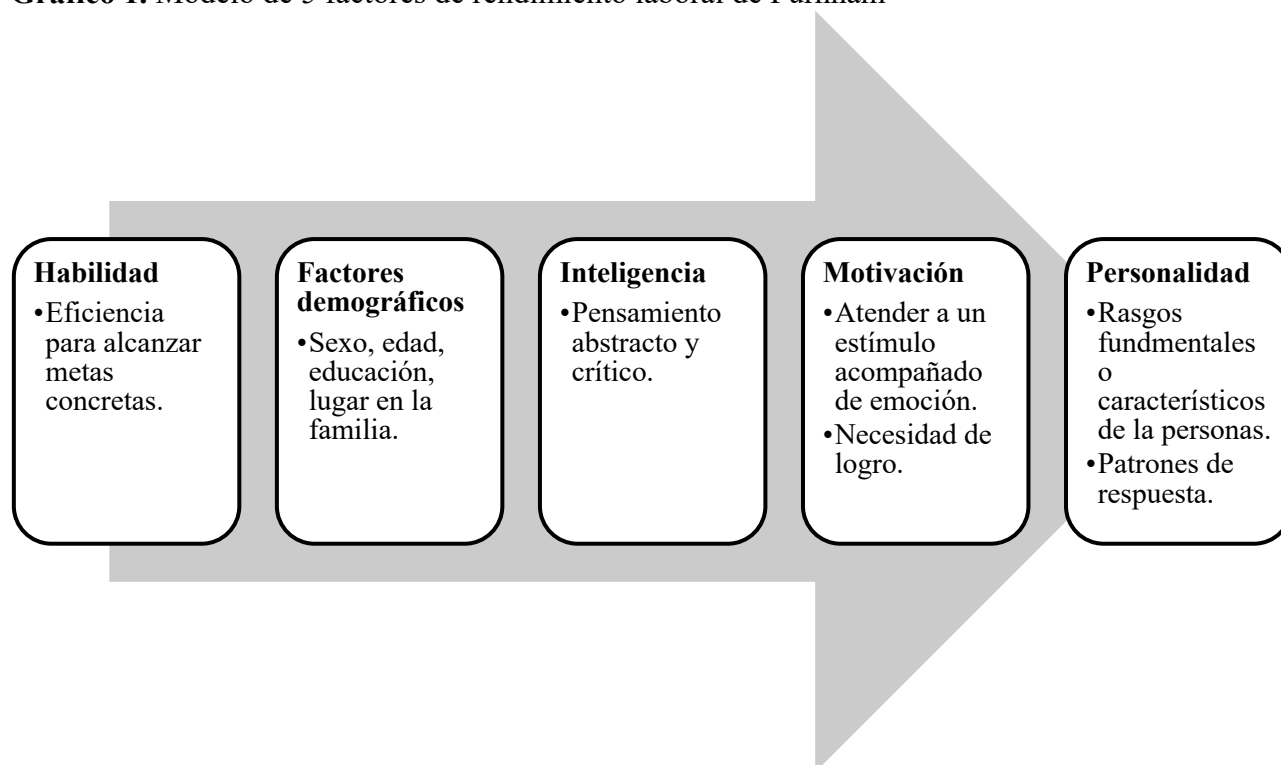 Gráfico 1. Modelo de 5 factores de rendimiento laboral de Furnham
Habilidad
•Eficiencia
para alcanzar
metas
concretas.
Factores
demográficos
•Sexo, edad,
educación,
lugar en la
familia.
Inteligencia
•Pensamiento
abstracto y
crítico.
Motivación
•Atender a un
estímulo
acompañado
de emoción.
•Necesidad de
logro.
Personalidad
•Rasgos
fundmentales
o
característicos
de la personas.
•Patrones de
respuesta.